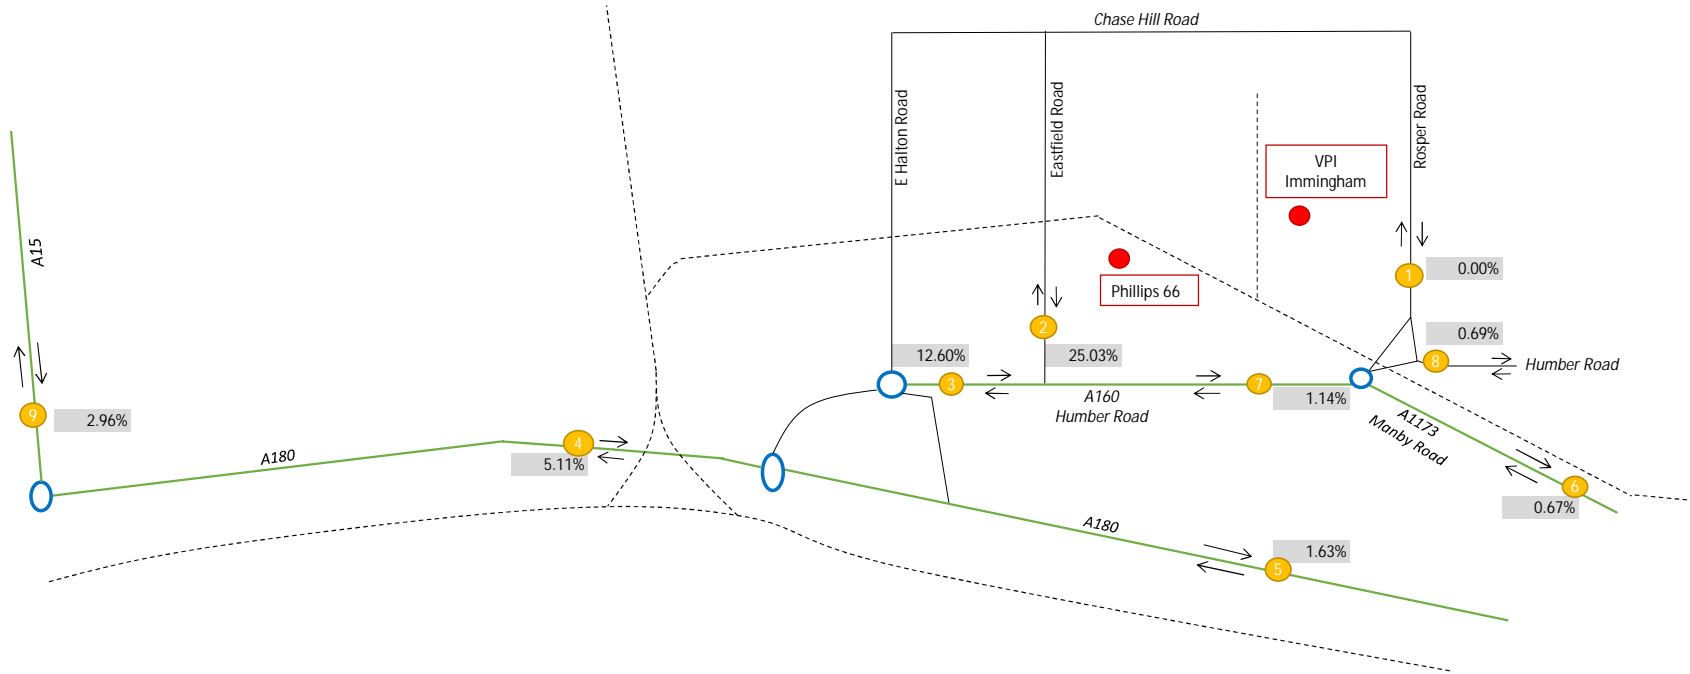 Chase Hill Road
E Halton Road
Eastfield Road
Rosper Road
VPI
Immingham
A15
Phillips 66
1
0.00%
2
0.69%
8
Humber Road
12.60%
25.03%
3
7
A160
Humber Road
1.14%
A1173
Manby Road
9
2.96%
4
5.11%
A180
6
0.67%
A180
1.63%
5